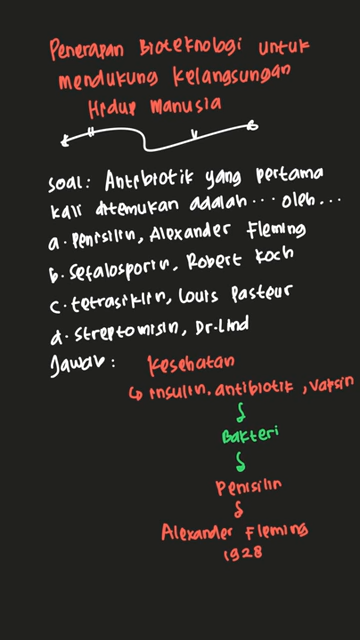 Penerapan Bioteknologi untuk
mendukung Kelangsungan
Hidup Manusia
Soal: Antibiotik yang pertama
kali ditemukan adalah... oleh...
a. Penisilin, Alexander Fleming
b. Sefalosporin, Robert Koch
c. tetrasiklin, Louis Pasteur
d. Streptomisin, Dr. Lind
Jawab: Kesehatan
↳ insulin, antibiotik, vaksin
Bakteri
Penisilin
Alexander Fleming
1928